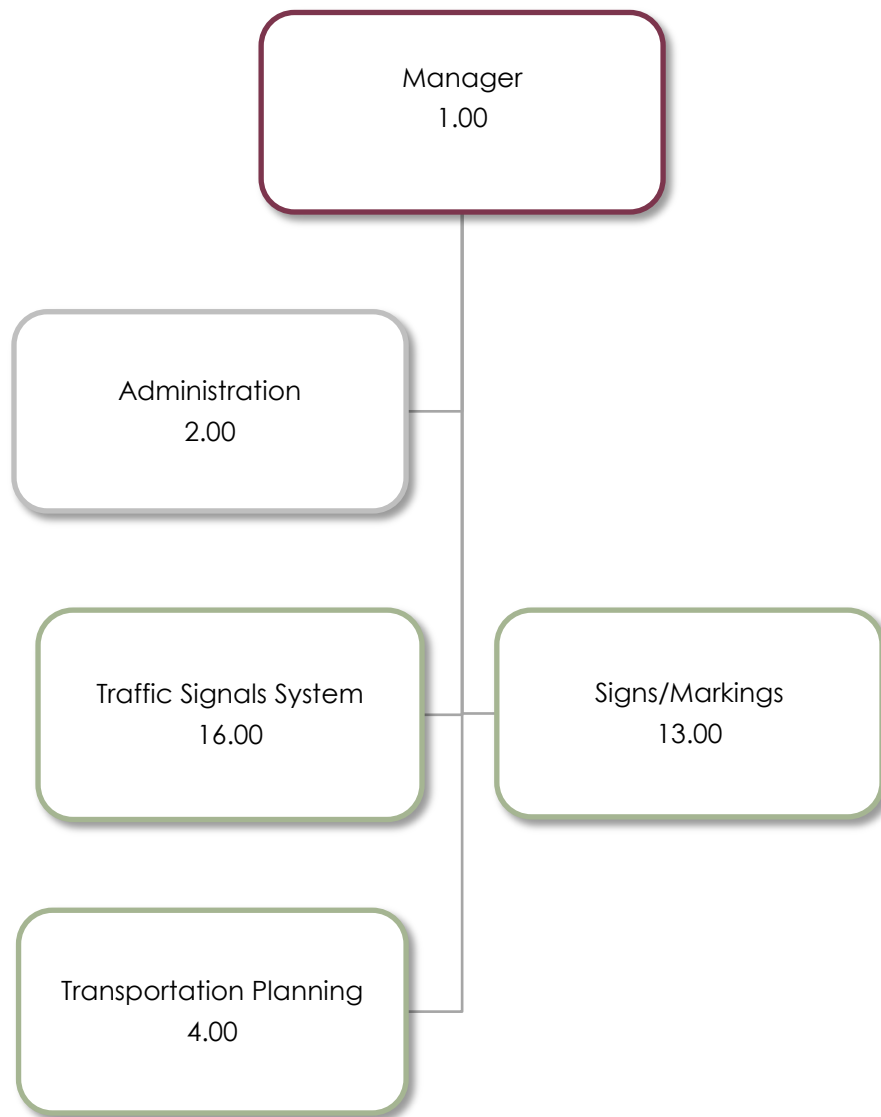 Manager
1.00
Administration
2.00
Traffic Signals System
16.00
Signs/Markings
13.00
Transportation Planning
4.00